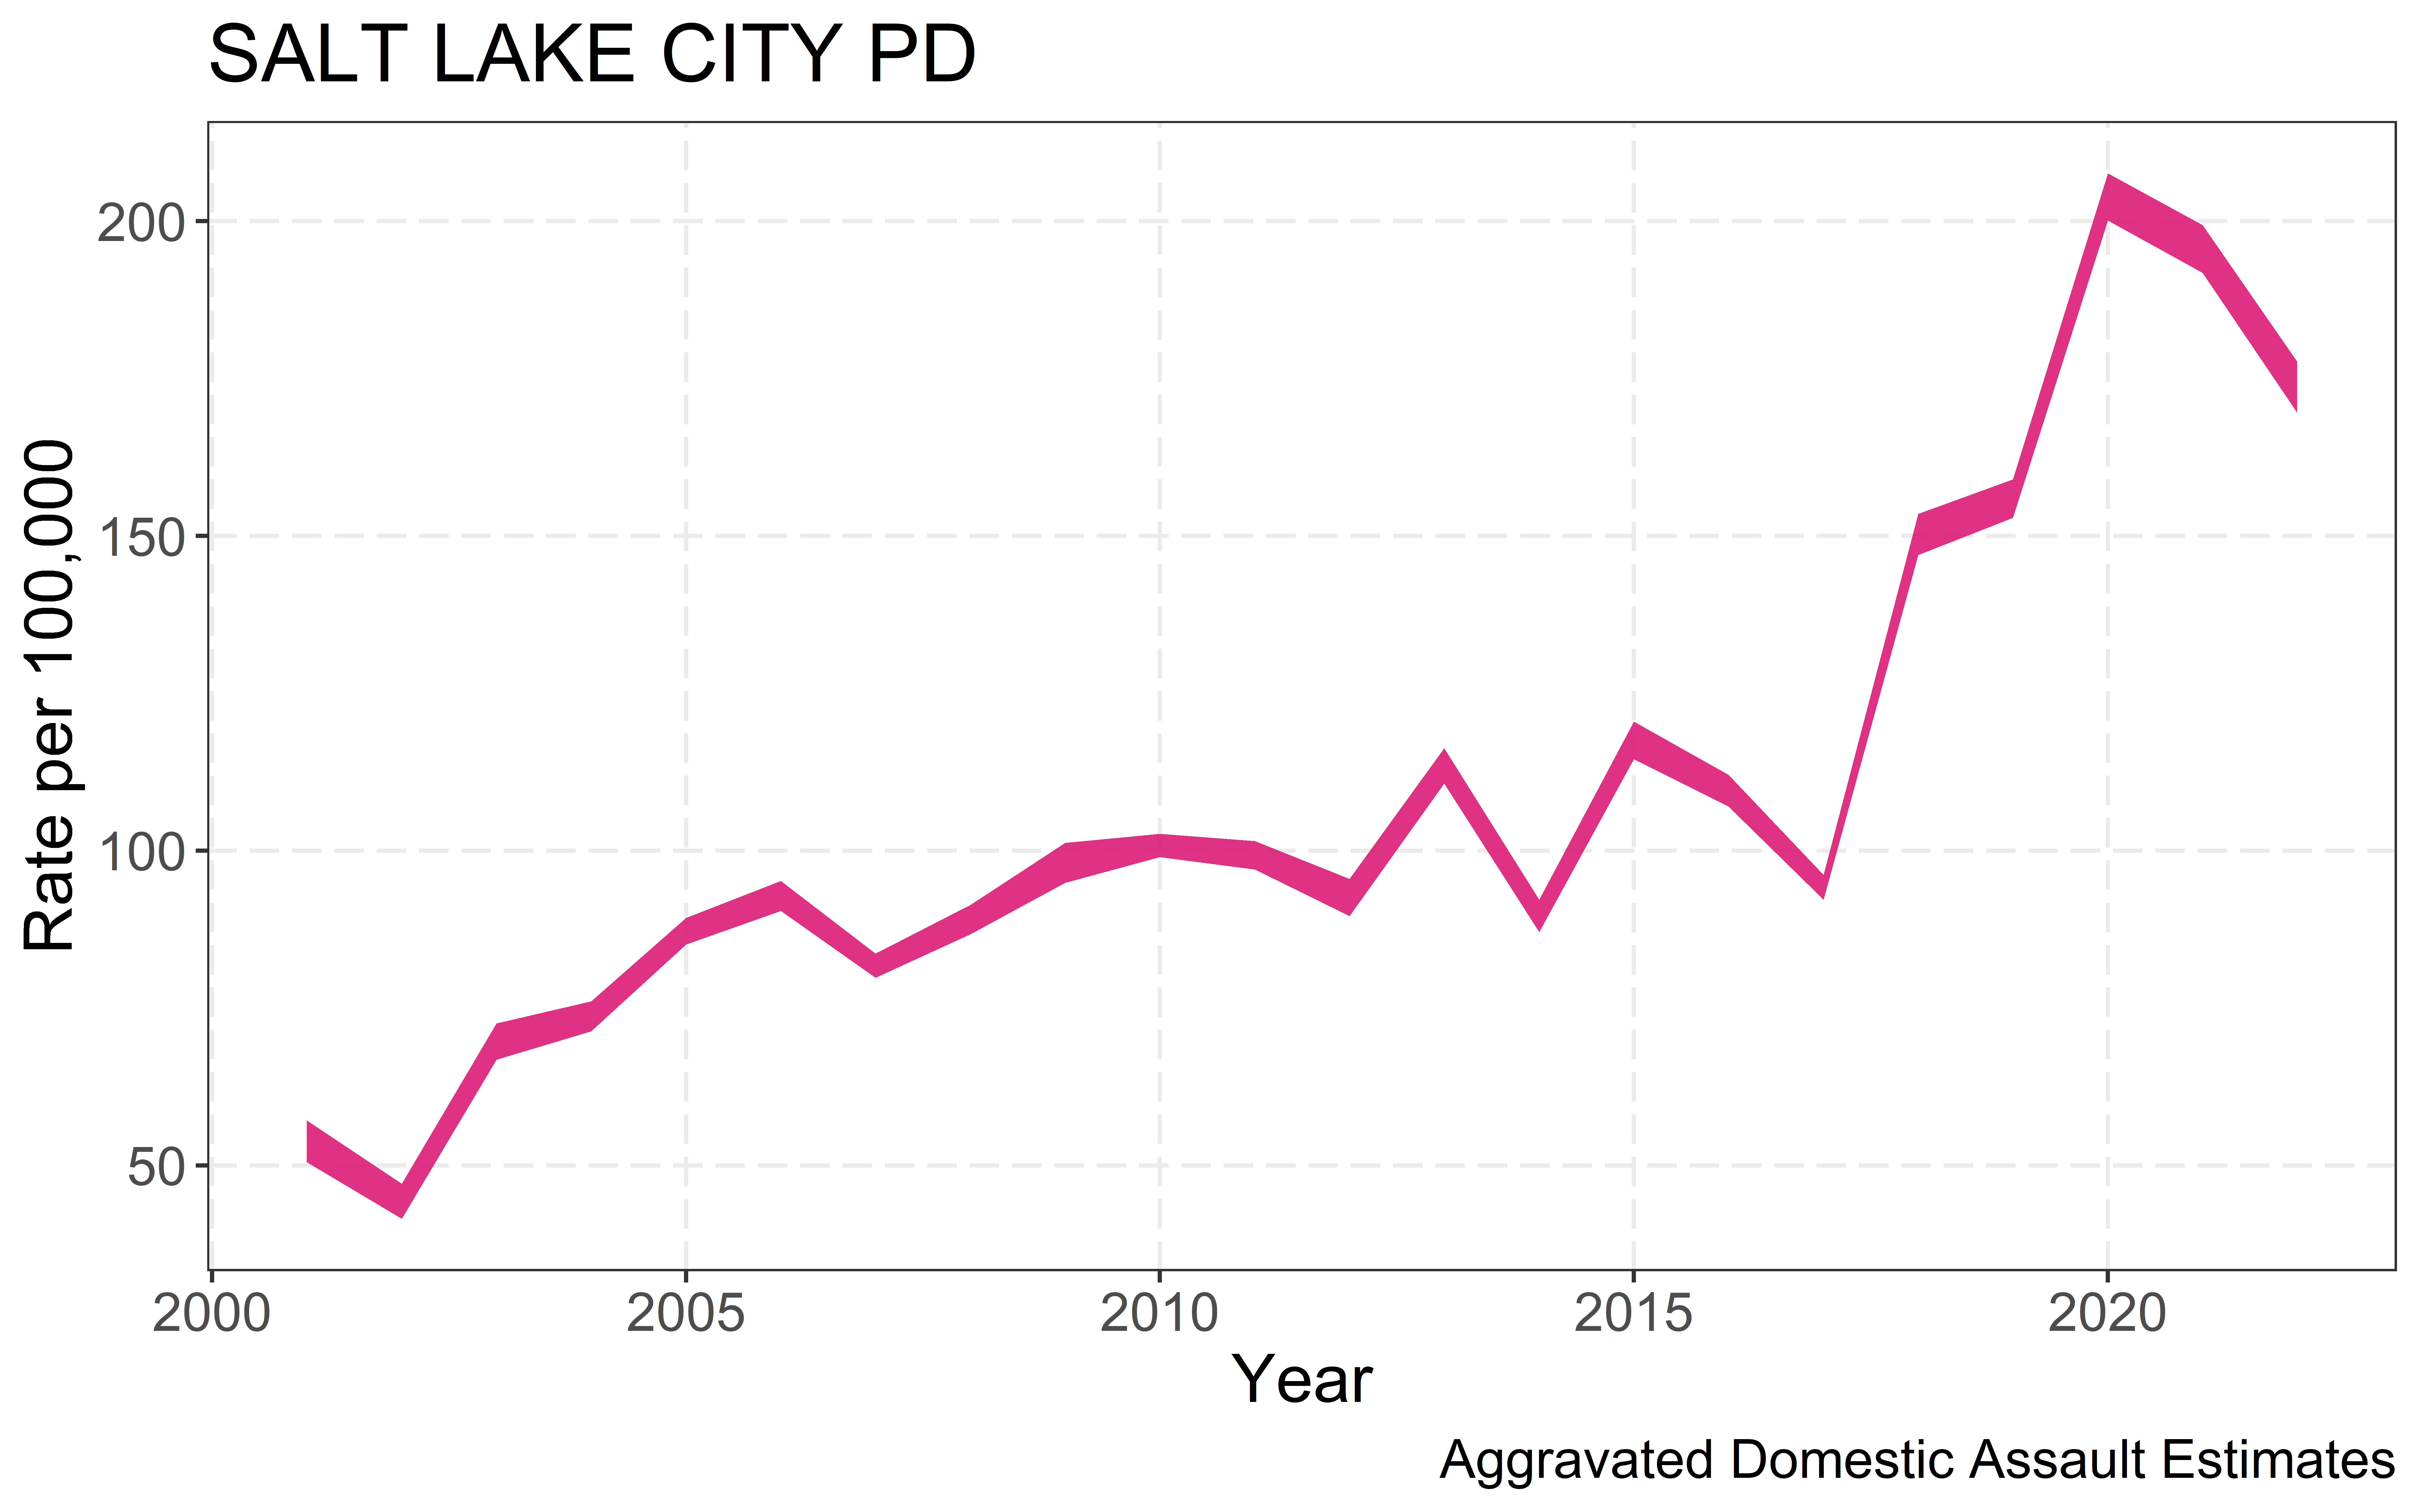 SALT LAKE CITY PD
Rate per 100,000
200
150
100
50
2000 2005 2010 2015 2020
Year
Aggravated Domestic Assault Estimates